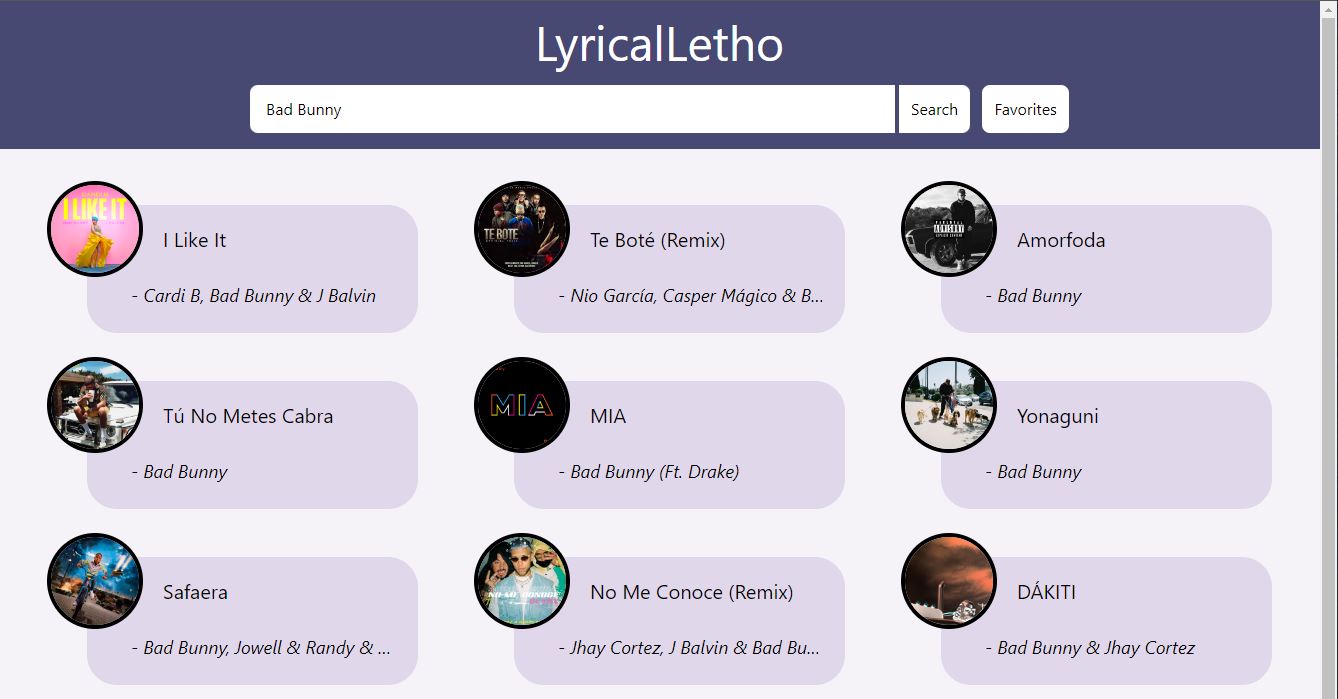 LyricalLetho
Bad Bunny
Search
Favorites
I LIKE IT
I Like It
- Cardi B, Bad Bunny & J Balvin
TE BOTE
Te Boté (Remix)
- Nio García, Casper Mágico & B...
Amorfoda
- Bad Bunny
Tú No Metes Cabra
- Bad Bunny
MIA
MIA
- Bad Bunny (Ft. Drake)
Yonaguni
- Bad Bunny
Safaera
- Bad Bunny, Jowell & Randy & ...
NO ME CONOCE
No Me Conoce (Remix)
- Jhay Cortez, J Balvin & Bad Bu...
DÁKITI
- Bad Bunny & Jhay Cortez